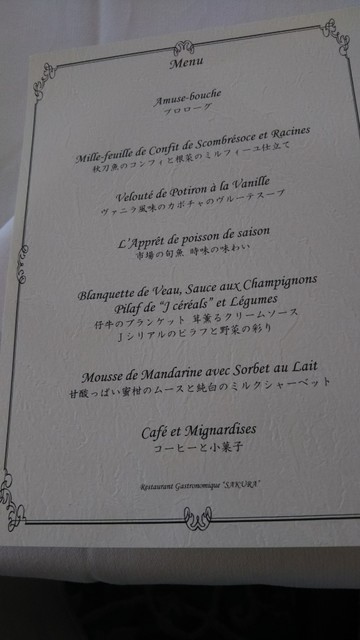 Menu
Amuse-bouche
プロローグ
Mille-feuille de Confit de Scombrésoce et Racines
秋刀魚のコンフィと根菜のミルフィーユ仕立て
Velouté de Potiron à la Vanille
ヴァニラ風味のカボチャのヴルーテスープ
L'Apprêt de poisson de saison
市場の旬魚 時味の味わい
Blanquette de Veau, Sauce aux Champignons
Pilaf de "J céréals" et Légumes
仔牛のブランケット 茸薫るクリームソース
Jシリアルのピラフと野菜の彩り
Mousse de Mandarine avec Sorbet au Lait
甘酸っぱい蜜柑のムースと純白のミルクシャーベット
Café et Mignardises
コーヒーと小菓子
Restaurant Gastronomique "SAKURA"